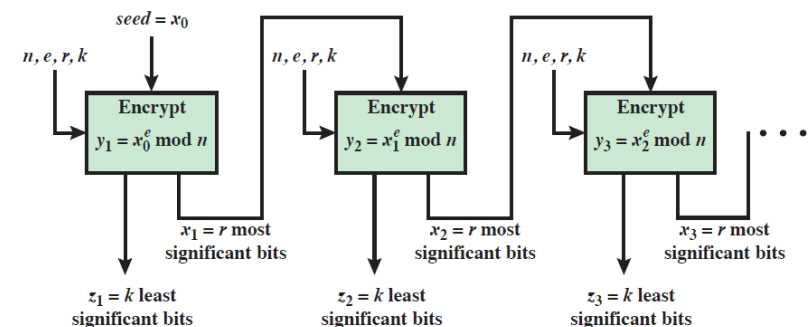 seed = x₀
n, e, r, k
n, e, r, k
n, e, r, k
Encrypt
y₁ = x₀ᵉ mod n
Encrypt
y₂ = x₁ᵉ mod n
Encrypt
y₃ = x₂ᵉ mod n
x₁ = r most
significant bits
x₂ = r most
significant bits
x₃ = r most
significant bits
z₁ = k least
significant bits
z₂ = k least
significant bits
z₃ = k least
significant bits